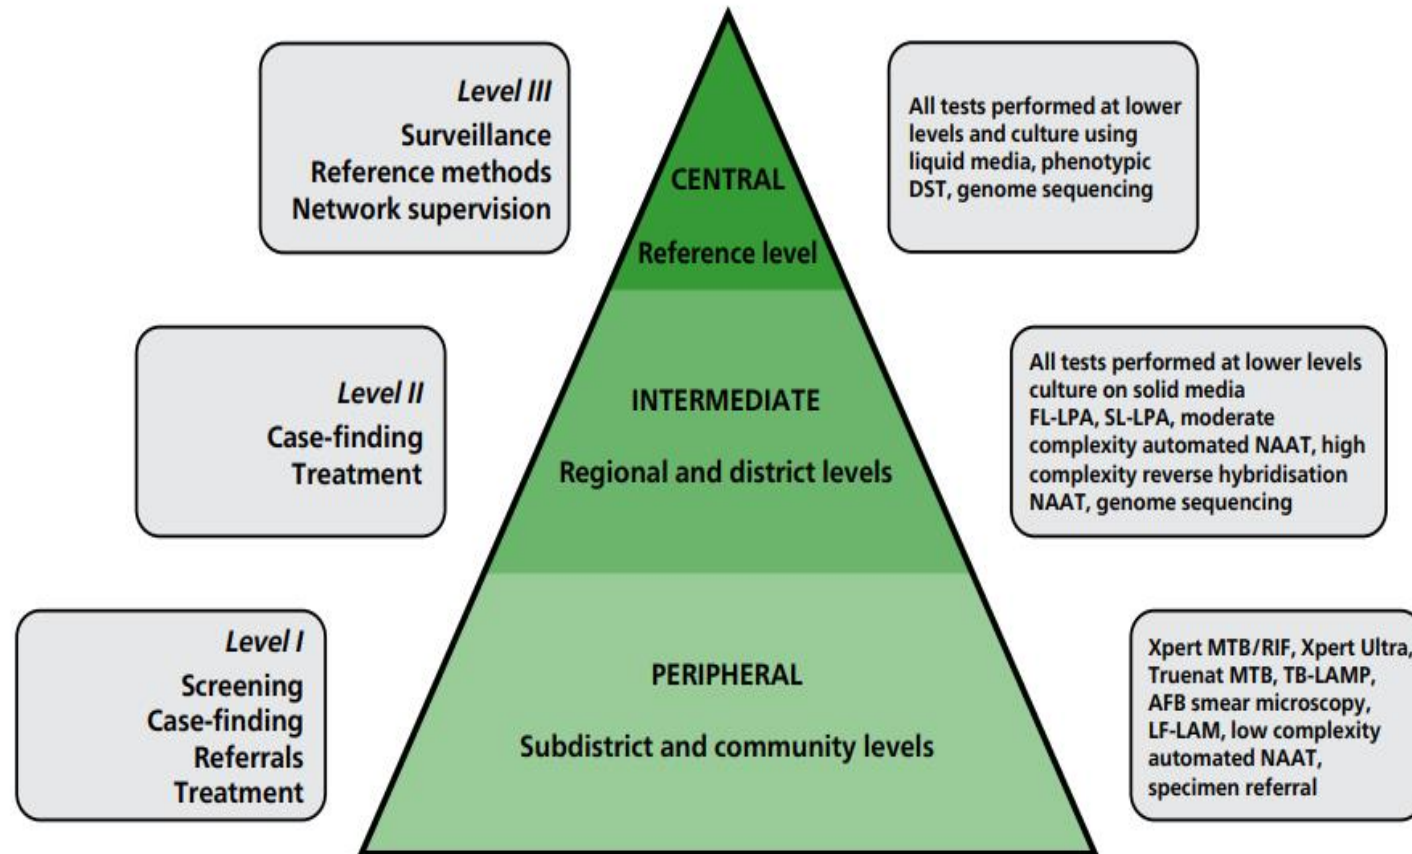 Level III
Surveillance
Reference methods
Network supervision
CENTRAL
Reference level
All tests performed at lower
levels and culture using
liquid media, phenotypic
DST, genome sequencing
Level II
Case-finding
Treatment
INTERMEDIATE
Regional and district levels
All tests performed at lower levels
culture on solid media
FL-LPA, SL-LPA, moderate
complexity automated NAAT, high
complexity reverse hybridisation
NAAT, genome sequencing
Level I
Screening
Case-finding
Referrals
Treatment
PERIPHERAL
Subdistrict and community levels
Xpert MTB/RIF, Xpert Ultra,
Truenat MTB, TB-LAMP,
AFB smear microscopy,
LF-LAM, low complexity
automated NAAT,
specimen referral